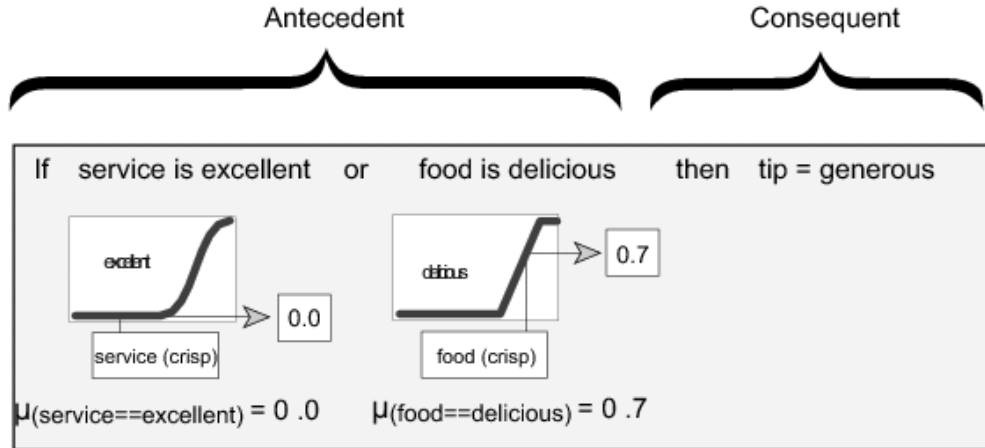 Antecedent Consequent
If service is excellent or food is delicious then tip = generous
excellent
delicious
0.7
0.0
service (crisp) food (crisp)
μ(service==excellent) = 0 .0 μ(food==delicious) = 0 .7